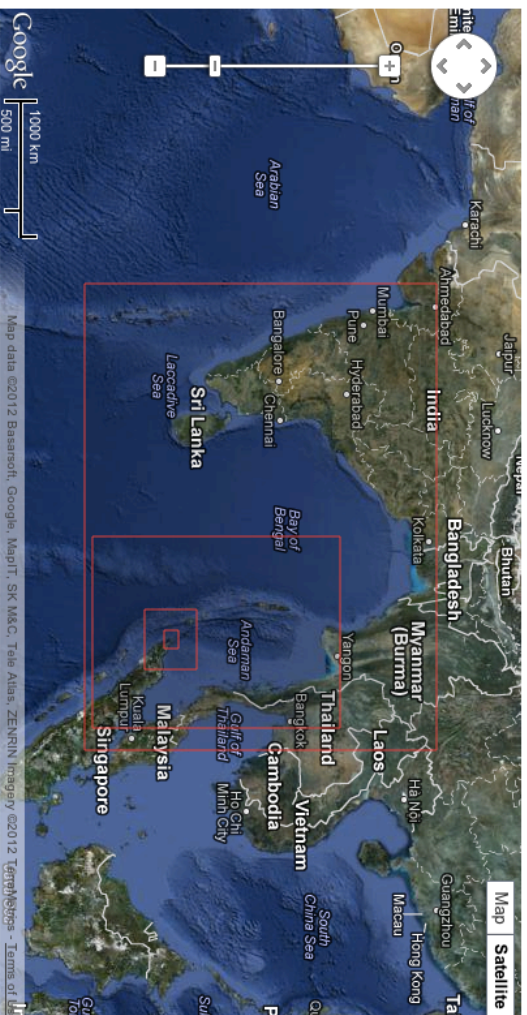 Map
Satellite
Karachi
Jaipur
Lucknow
Nepal
Bhutan
Ahmedabad
Mumbai
Pune
Hyderabad
India
Kolkata
Bangladesh
Myanmar
(Burma)
Bangalore
Chennai
Arabian
Sea
Laccadive
Sea
Sri Lanka
Bay of
Bengal
Andaman
Sea
Yangon
Thailand
Bangkok
Gulf of
Thailand
Laos
Hà Nội
Cambodia
Vietnam
Ho Chi
Minh City
Guangzhou
Macau
Hong Kong
South
China Sea
Malaysia
Kuala
Lumpur
Singapore
Google
1000 km
500 mi
Map data ©2012 Basarsoft, Google, MapIT, SK M&C, Tele Atlas, ZENRIN Imagery ©2012 TerraMetrics - Terms of